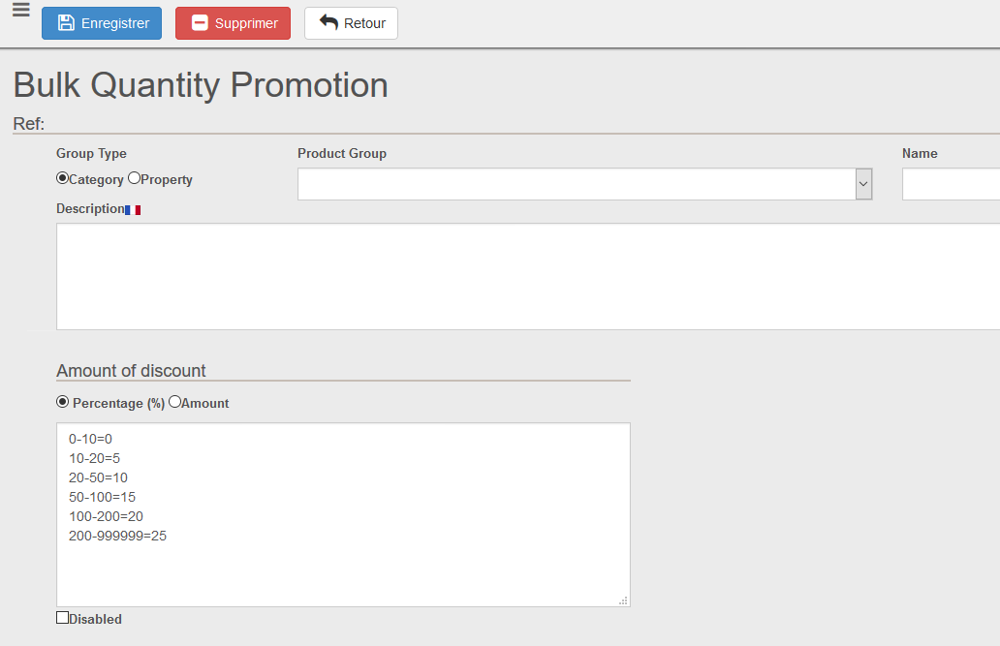 Enregistrer Supprimer Retour
Bulk Quantity Promotion
Ref:
Group Type Product Group Name
Category Property
Description
Amount of discount
Percentage (%) Amount
0-10=0
10-20=5
20-50=10
50-100=15
100-200=20
200-999999=25
Disabled